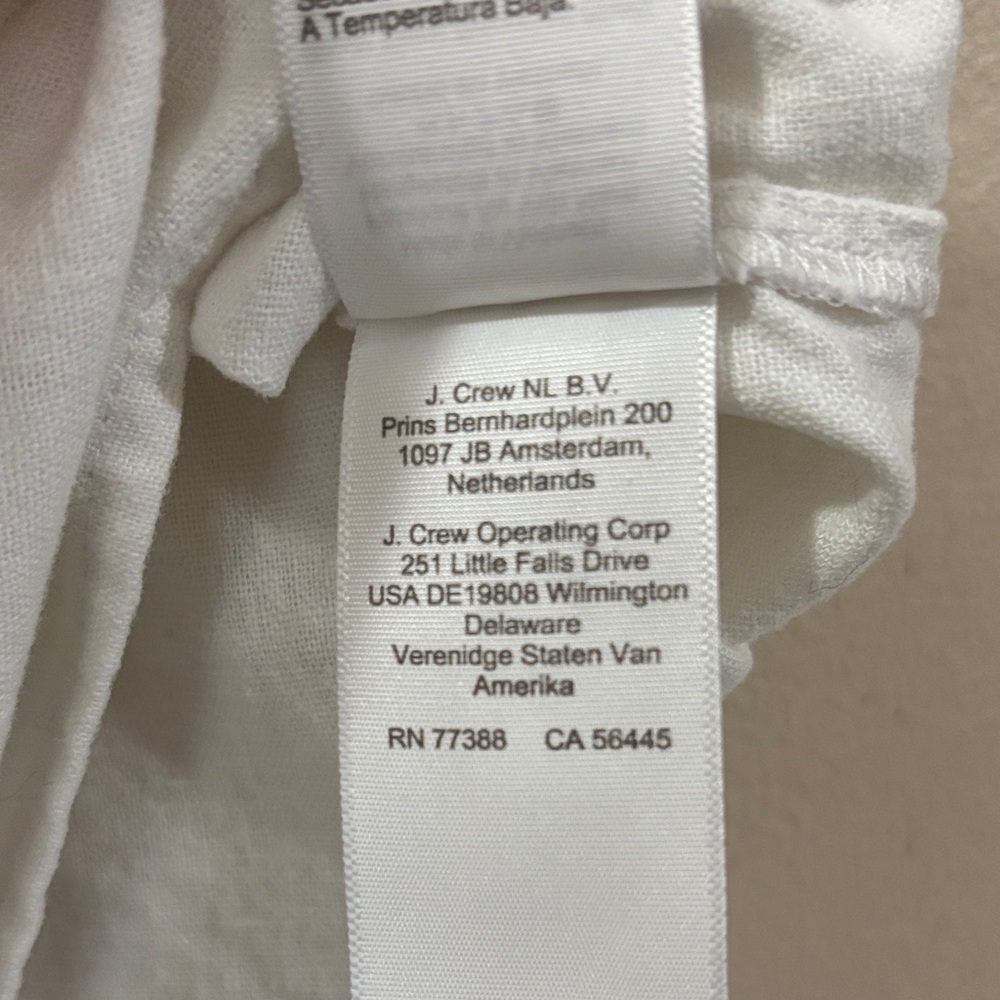 A Temperatura Baja.
J. Crew NL B.V.
Prins Bernhardplein 200
1097 JB Amsterdam,
Netherlands
J. Crew Operating Corp
251 Little Falls Drive
USA DE19808 Wilmington
Delaware
Verenidge Staten Van
Amerika
RN 77388 CA 56445